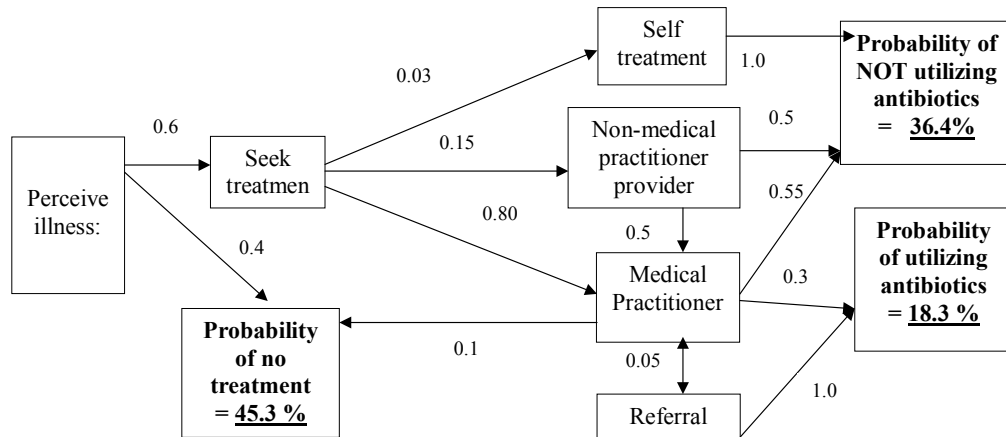 Self
treatment
1.0
Probability of
NOT utilizing
antibiotics
= 36.4%
0.03
0.6
0.15
Non-medical
practitioner
provider
0.5
Seek
treatmen
Perceive
illness:
0.55
0.80
0.5
0.4
Medical
Practitioner
0.3
Probability
of utilizing
antibiotics
= 18.3 %
Probability
of no
treatment
= 45.3 %
0.1
0.05
1.0
Referral